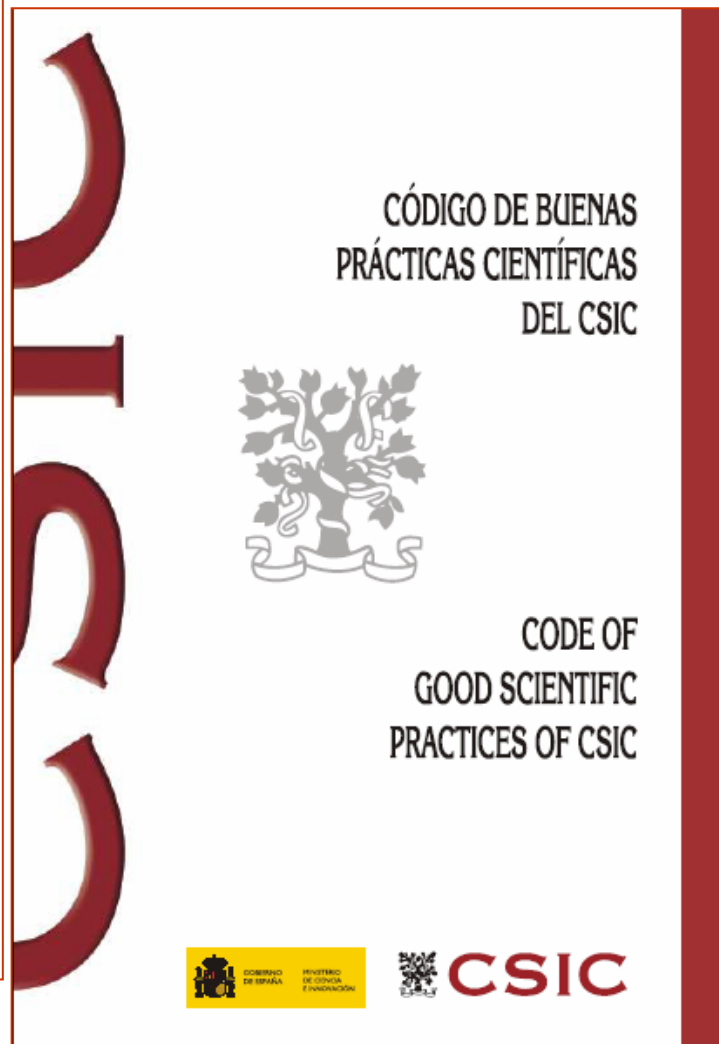 CSIC
CÓDIGO DE BUENAS
PRÁCTICAS CIENTÍFICAS
DEL CSIC
CODE OF
GOOD SCIENTIFIC
PRACTICES OF CSIC
GOBIERNO
DE ESPAÑA
MINISTERIO
DE CIENCIA
E INNOVACIÓN
CSIC